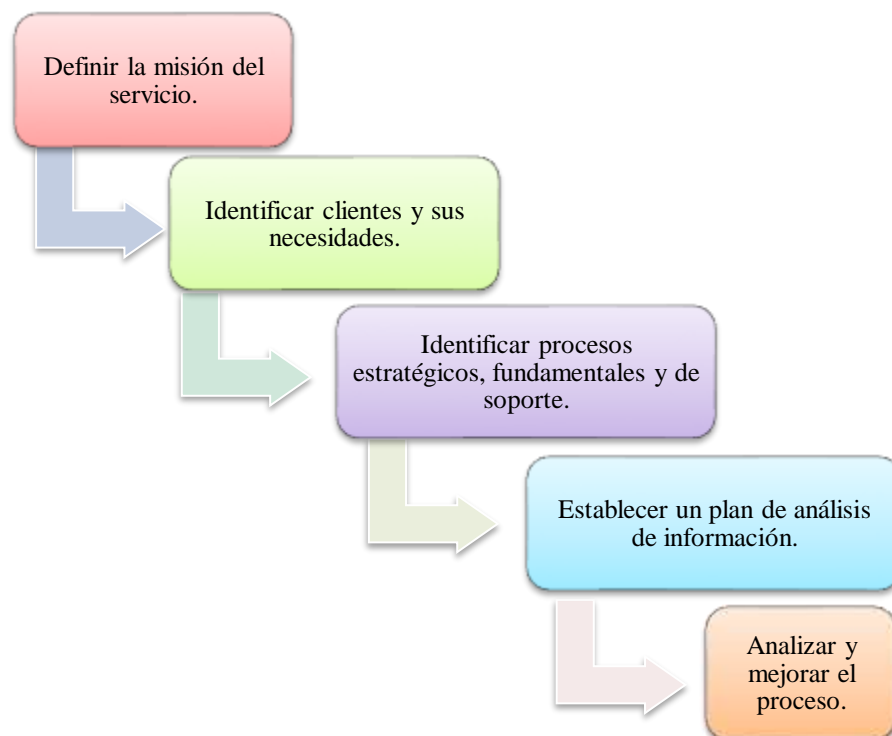 Definir la misión del
servicio.
Identificar clientes y sus
necesidades.
Identificar procesos
estratégicos, fundamentales y de
soporte.
Establecer un plan de análisis
de información.
Analizar y
mejorar el
proceso.